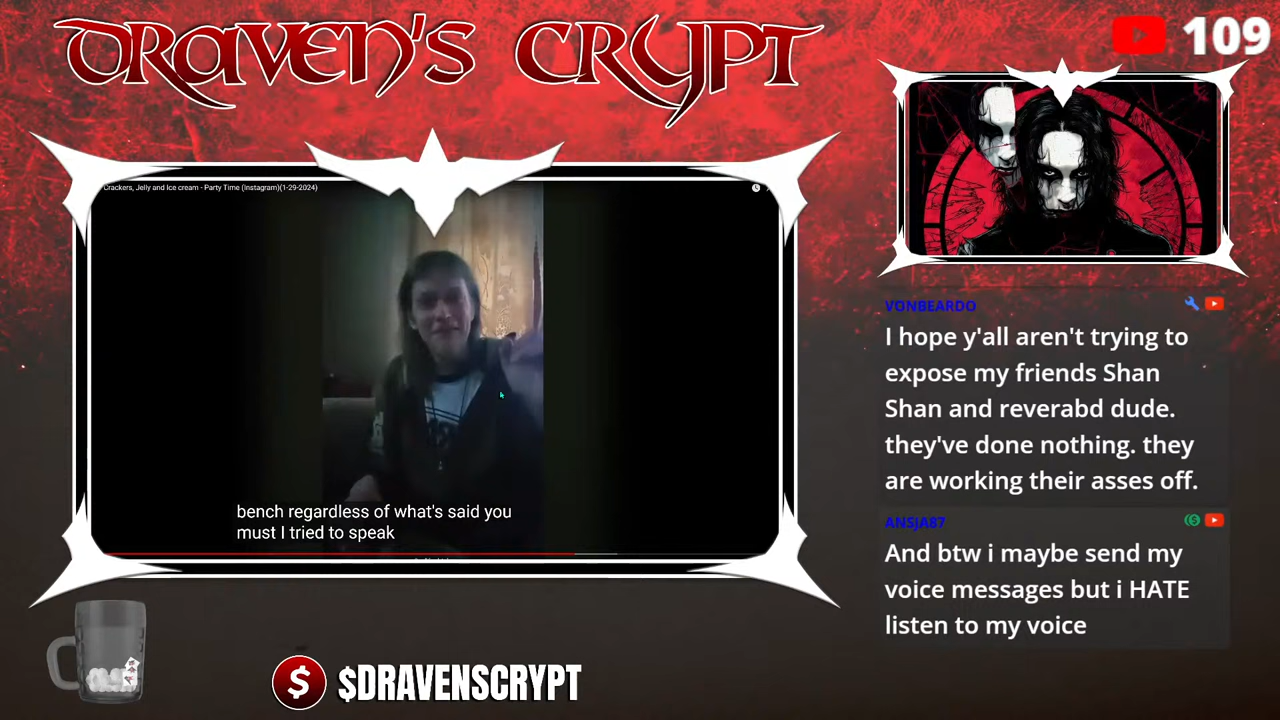 DRAVEN'S CRYPT
109
Crackers, Jelly and Ice cream - Party Time (Instagram)(1-29-2024)
bench regardless of what's said you
must I tried to speak
VONBEARDO
I hope y'all aren't trying to
expose my friends Shan
Shan and reverabd dude.
they've done nothing. they
are working their asses off.
ANSJA87
And btw i maybe send my
voice messages but i HATE
listen to my voice
$ $DRAVENSCRYPT